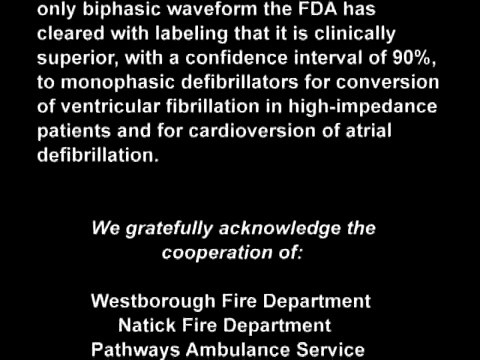 only biphasic waveform the FDA has
cleared with labeling that it is clinically
superior, with a confidence interval of 90%,
to monophasic defibrillators for conversion
of ventricular fibrillation in high-impedance
patients and for cardioversion of atrial
defibrillation.
We gratefully acknowledge the
cooperation of:
Westborough Fire Department
Natick Fire Department
Pathways Ambulance Service